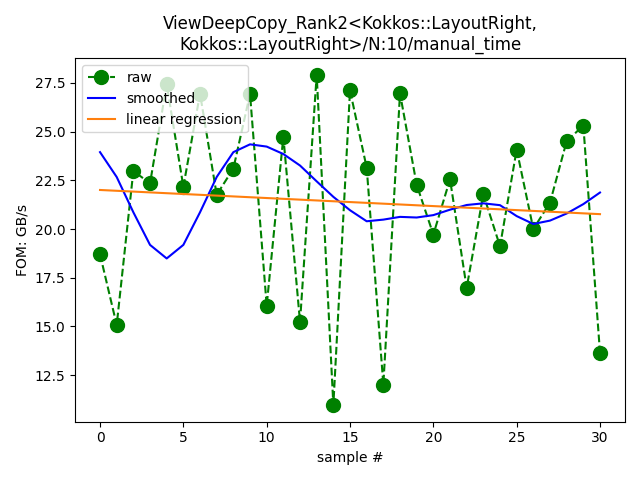 ViewDeepCopy_Rank2<Kokkos::LayoutRight,
Kokkos::LayoutRight>/N:10/manual_time
raw
smoothed
linear regression
FOM: GB/s
27.5
25.0
22.5
20.0
17.5
15.0
12.5
0
5
10
15
20
25
30
sample #